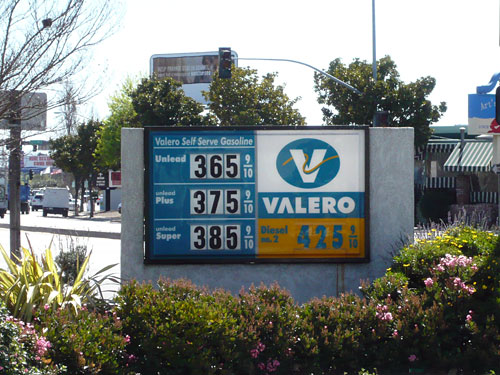 Valero Self Serve Gasoline
Unlead 365 9/10
unlead Plus 375 9/10
unlead Super 385 9/10
VALERO
Diesel no. 2 425 9/10